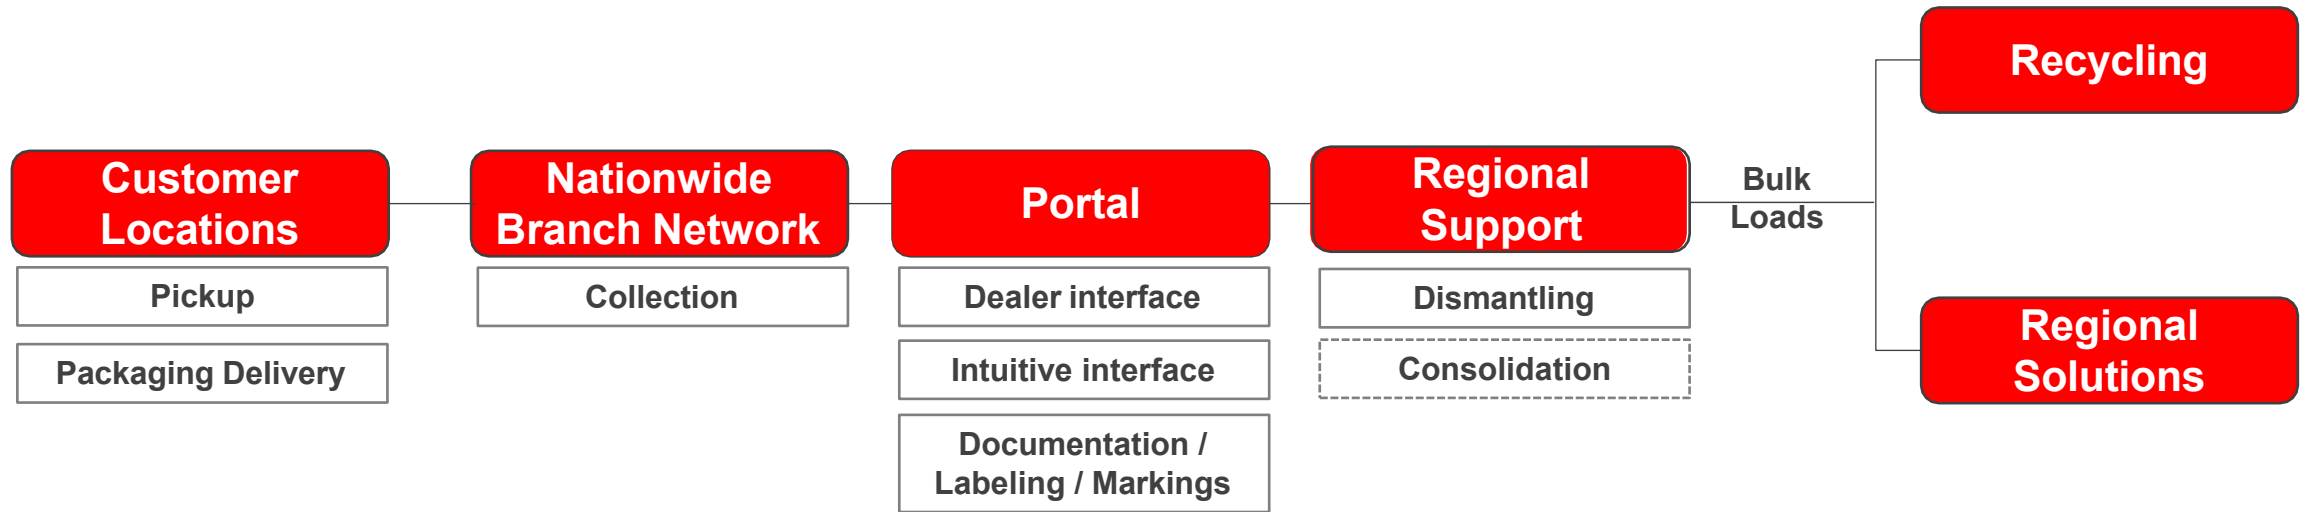 Recycling
Customer
Locations
Nationwide
Branch Network
Portal
Regional
Support
Bulk
Loads
Pickup
Packaging Delivery
Collection
Dealer interface
Intuitive interface
Documentation /
Labeling / Markings
Dismantling
Consolidation
Regional
Solutions